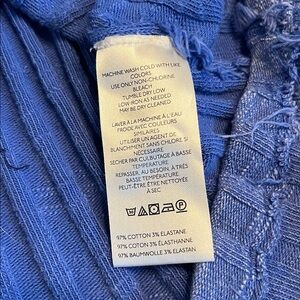 MACHINE WASH COLD WITH LIKE
COLORS
USE ONLY NON-CHLORINE
BLEACH
TUMBLE DRY LOW
LOW IRON AS NEEDED
MAY BE DRY CLEANED
LAVER À LA MACHINE À L'EAU
FROIDE AVEC COULEURS
SIMILAIRES
UTILISER UN AGENT DE
BLANCHIMENT SANS CHLORE SI
NÉCESSAIRE
SÉCHER PAR CULBUTAGE À BASSE
TEMPÉRATURE
REPASSER, AU BESOIN, À TRÈS
BASSE TEMPÉRATURE
PEUT-ÊTRE ÊTRE NETTOYÉE
À SEC
97% COTTON 3% ELASTANE
97% COTON 3% ÉLASTHANNE
97% BAUMWOLLE 3% ELASTAN